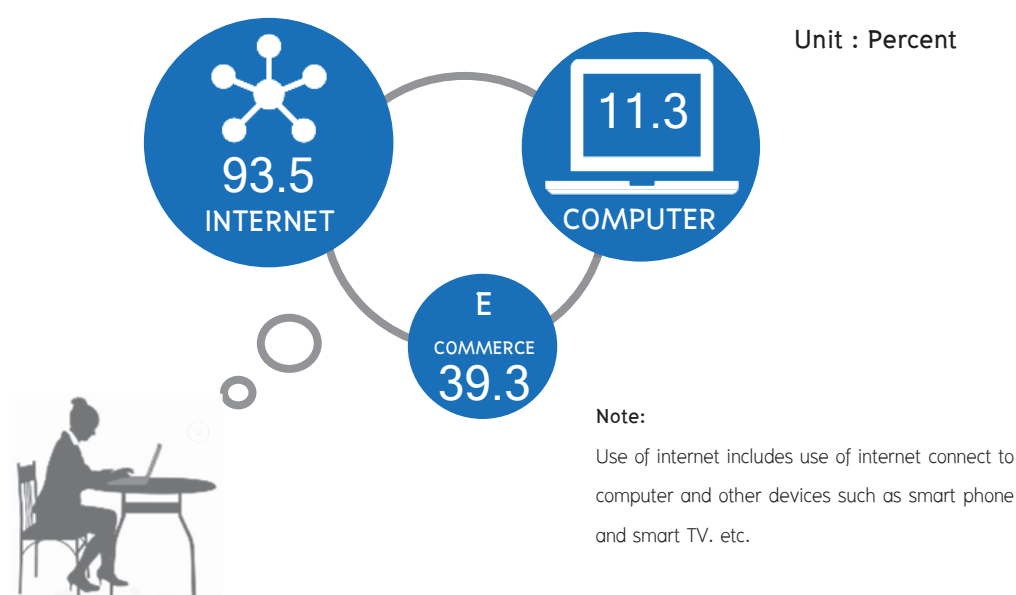 Unit : Percent
93.5
INTERNET
11.3
COMPUTER
E
COMMERCE
39.3
Note:
Use of internet includes use of internet connect to
computer and other devices such as smart phone
and smart TV. etc.